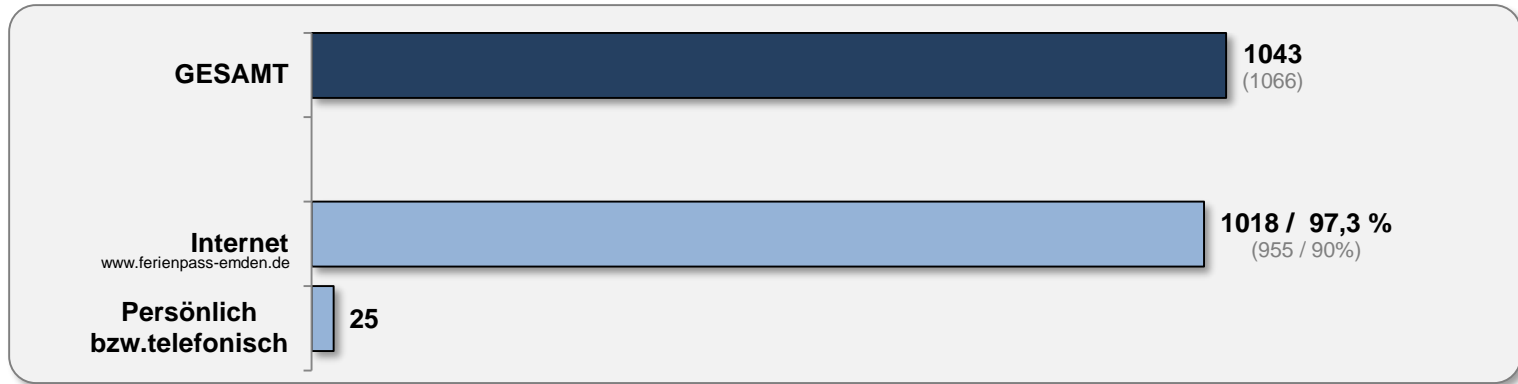 GESAMT
1043
(1066)
Internet
www.ferienpass-emden.de
1018 / 97,3 %
(955 / 90%)
Persönlich
bzw.telefonisch
25